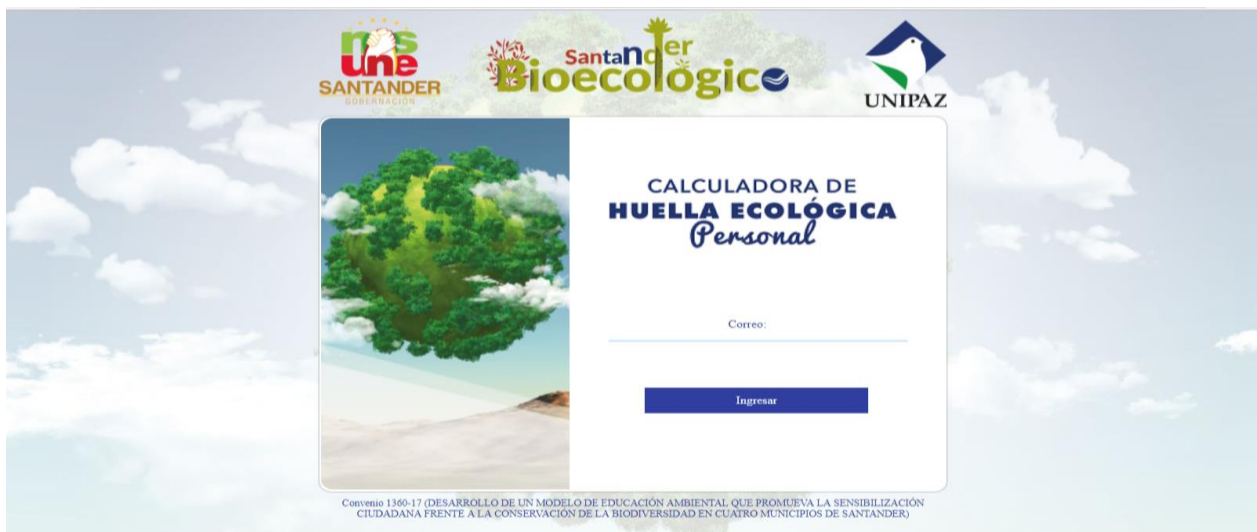 nos
une
SANTANDER
GOBERNACIÓN
Santander
Bioecológico
UNIPAZ
CALCULADORA DE
HUELLA ECOLÓGICA
Personal
Correo:
Ingresar
Convenio 1360-17 (DESARROLLO DE UN MODELO DE EDUCACIÓN AMBIENTAL QUE PROMUEVA LA SENSIBILIZACIÓN
CIUDADANA FRENTE A LA CONSERVACIÓN DE LA BIODIVERSIDAD EN CUATRO MUNICIPIOS DE SANTANDER)